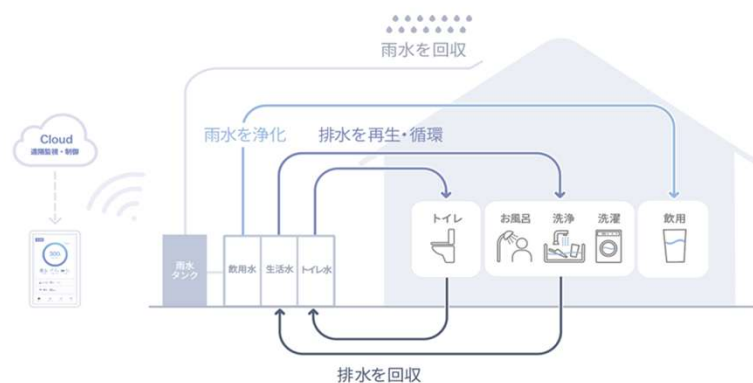 雨水を回収
Cloud
遠隔監視・制御
雨水を浄化
排水を再生・循環
トイレ
お風呂
洗浄
洗濯
飲用
雨水
タンク
飲用水
生活水
トイレ水
300
排水を回収